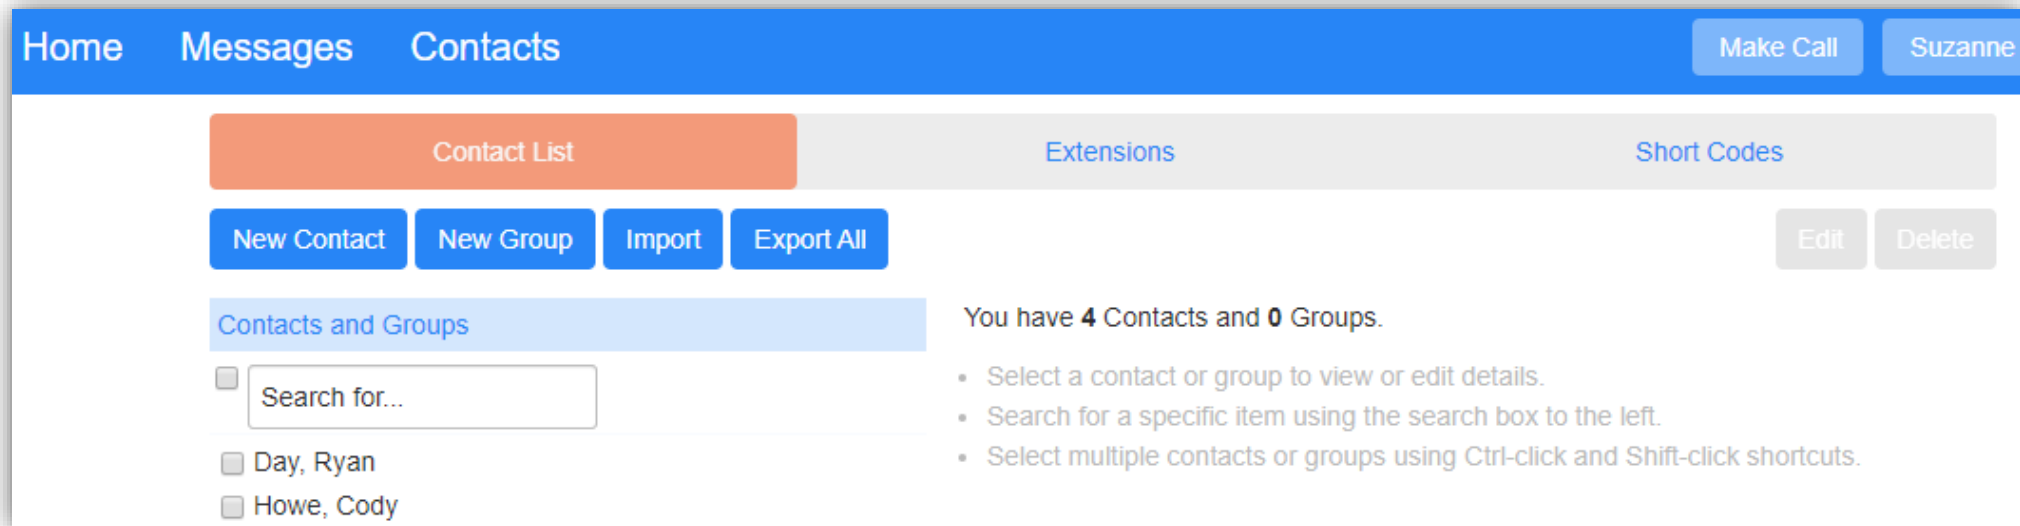 Home Messages Contacts Make Call Suzanne
Contact List Extensions Short Codes
New Contact New Group Import Export All Edit Delete
Contacts and Groups
Search for...
Day, Ryan
Howe, Cody
You have 4 Contacts and 0 Groups.
• Select a contact or group to view or edit details.
• Search for a specific item using the search box to the left.
• Select multiple contacts or groups using Ctrl-click and Shift-click shortcuts.